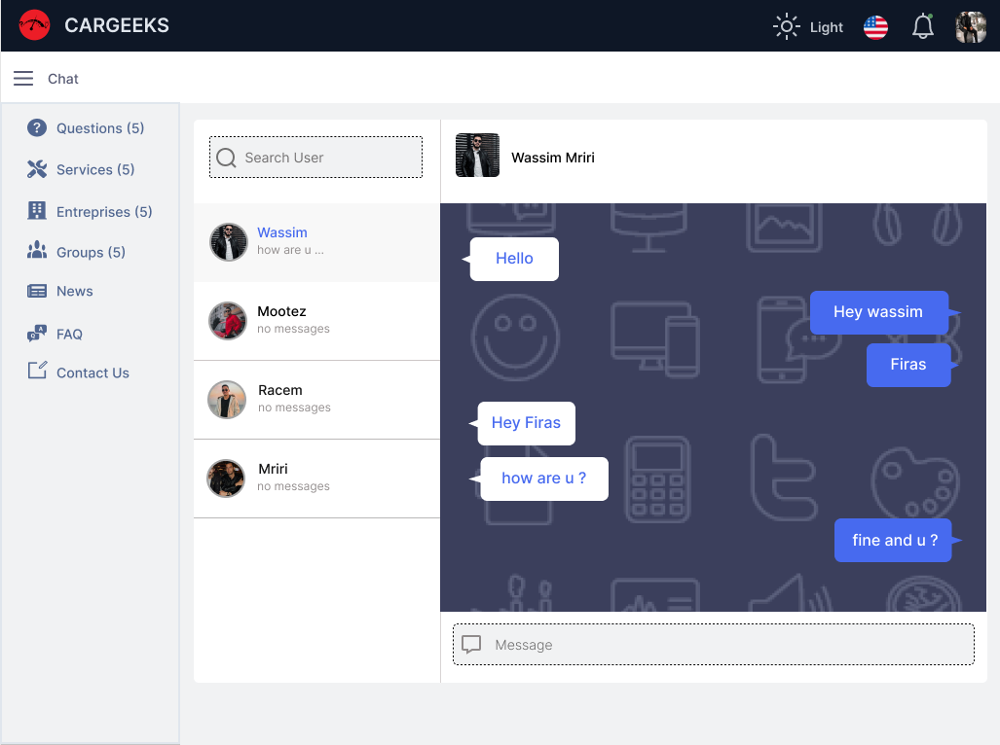 CARGEEKS
Light
Chat
Questions (5)
Services (5)
Entreprises (5)
Groups (5)
News
FAQ
Contact Us
Search User
Wassim
how are u ...
Mootez
no messages
Racem
no messages
Mriri
no messages
Wassim Mriri
Hello
Hey wassim
Firas
Hey Firas
how are u ?
fine and u ?
Message